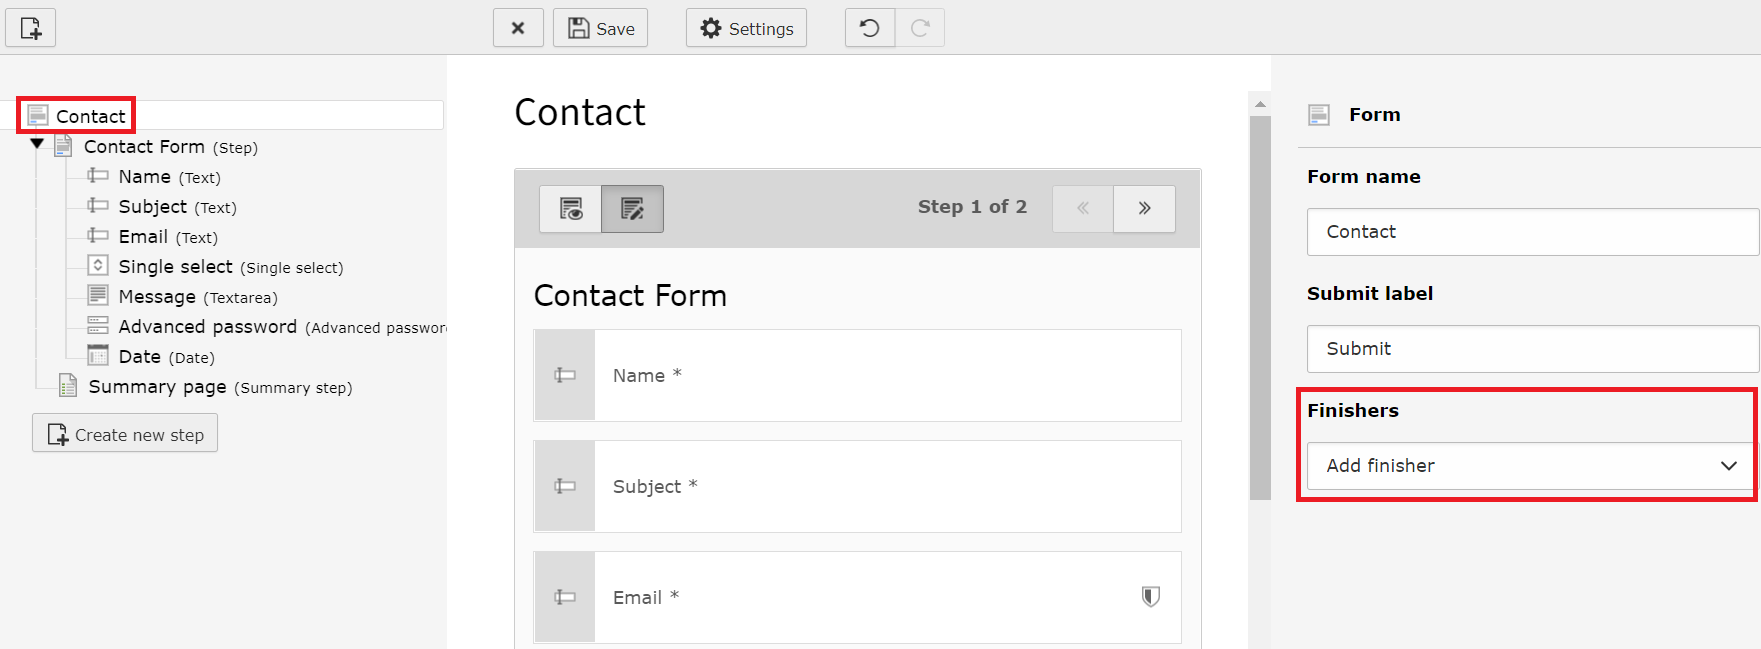 Save
Settings
Contact
Contact Form (Step)
Name (Text)
Subject (Text)
Email (Text)
Single select (Single select)
Message (Textarea)
Advanced password (Advanced passwor
Date (Date)
Summary page (Summary step)
Create new step
Contact
Step 1 of 2
Contact Form
Name *
Subject *
Email *
Form
Form name
Contact
Submit label
Submit
Finishers
Add finisher